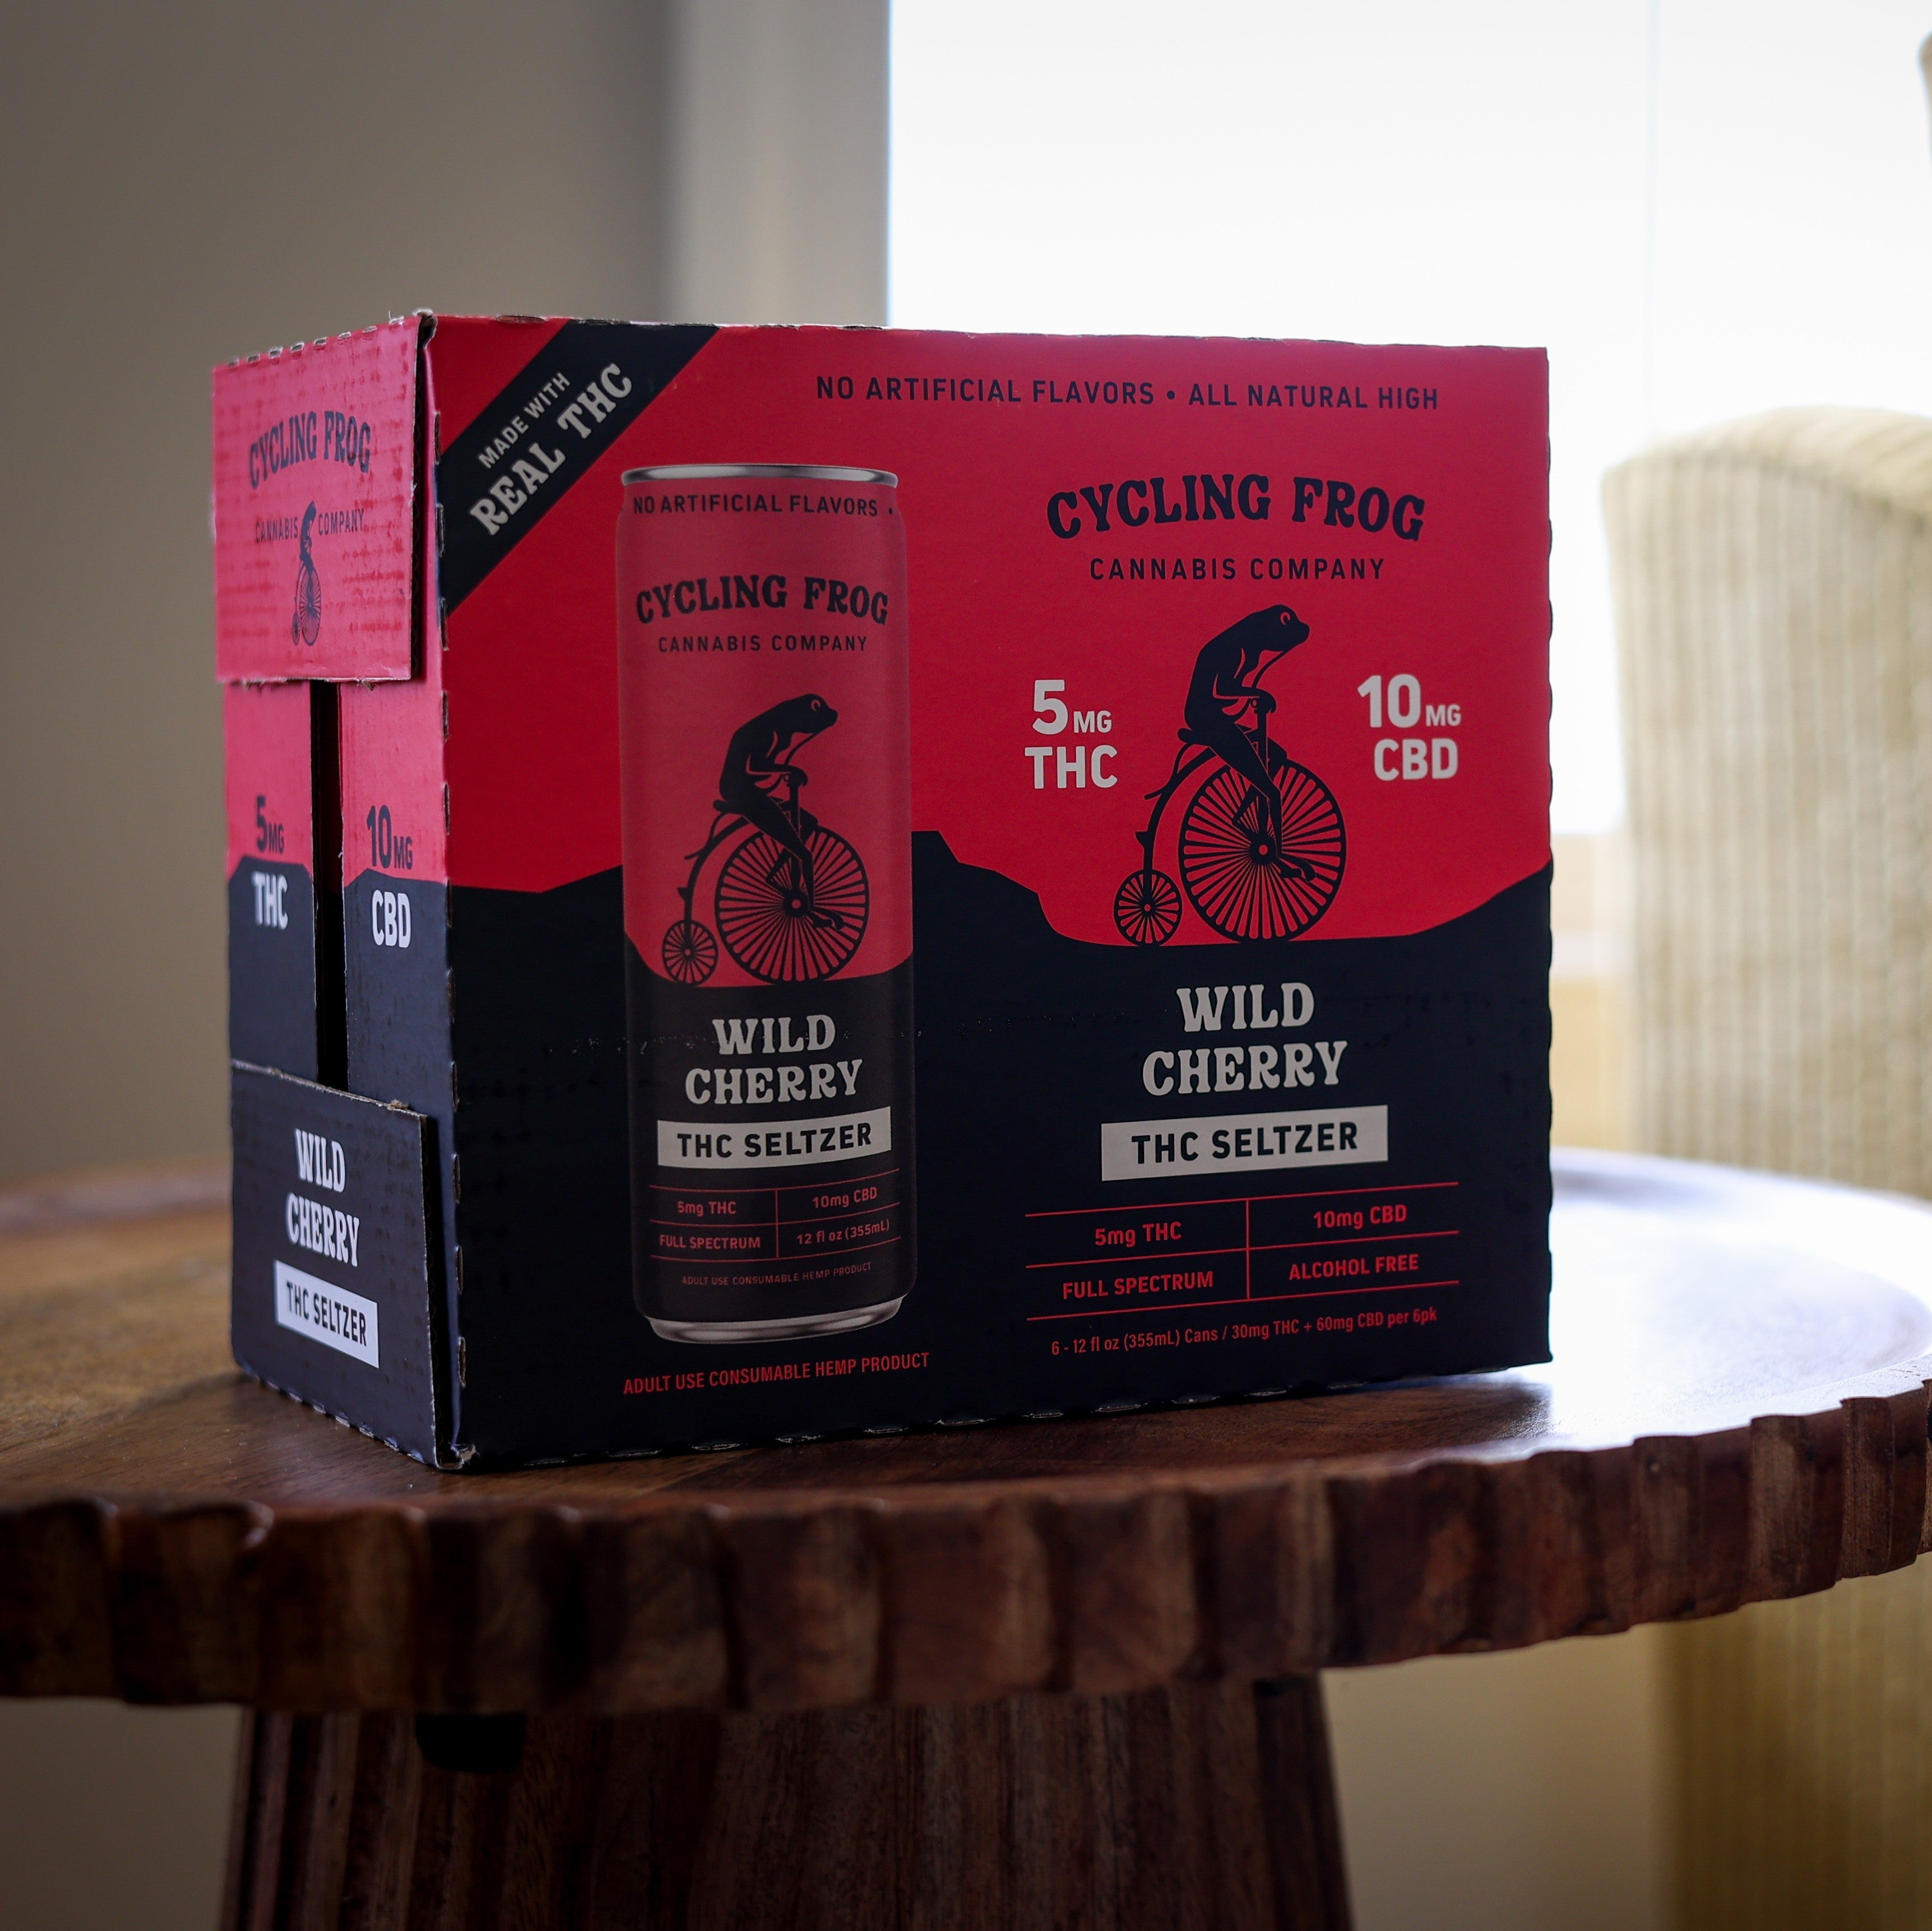 CYCLING FROG
CANNABIS COMPANY
5MG
THC
10MG
CBD
WILD
CHERRY
THC SELTZER
MADE WITH
REAL THC
NO ARTIFICIAL FLAVORS • ALL NATURAL HIGH
NO ARTIFICIAL FLAVORS •
CYCLING FROG
CANNABIS COMPANY
WILD
CHERRY
THC SELTZER
5mg THC
10mg CBD
FULL SPECTRUM
12 fl oz (355mL)
ADULT USE CONSUMABLE HEMP PRODUCT
ADULT USE CONSUMABLE HEMP PRODUCT
CYCLING FROG
CANNABIS COMPANY
5MG
THC
10MG
CBD
WILD
CHERRY
THC SELTZER
5mg THC
10mg CBD
FULL SPECTRUM
ALCOHOL FREE
6 - 12 fl oz (355mL) Cans / 30mg THC + 60mg CBD per 6pk